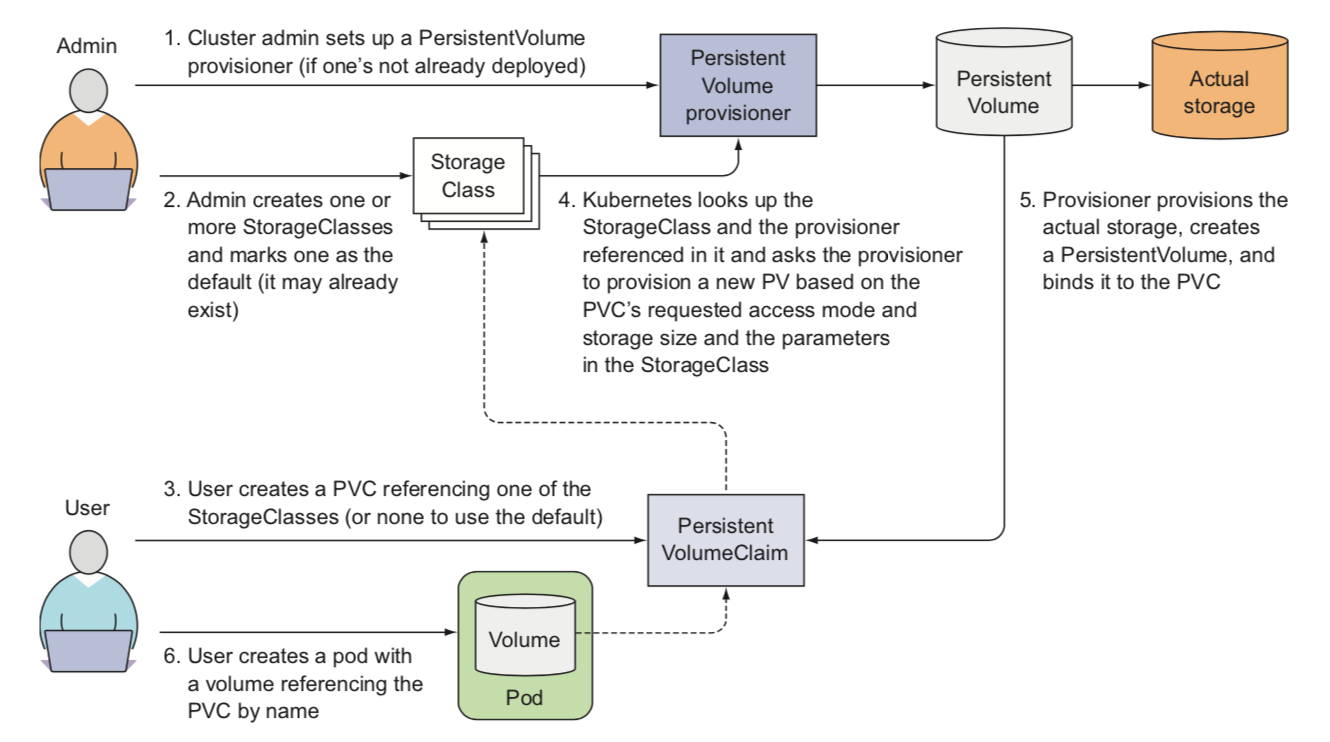 Admin
1. Cluster admin sets up a PersistentVolume
provisioner (if one's not already deployed)
Persistent
Volume
provisioner
Persistent
Volume
Actual
storage
Storage
Class
2. Admin creates one or
more StorageClasses
and marks one as the
default (it may already
exist)
4. Kubernetes looks up the
StorageClass and the provisioner
referenced in it and asks the provisioner
to provision a new PV based on the
PVC's requested access mode and
storage size and the parameters
in the StorageClass
5. Provisioner provisions the
actual storage, creates
a PersistentVolume, and
binds it to the PVC
User
3. User creates a PVC referencing one of the
StorageClasses (or none to use the default)
Persistent
VolumeClaim
Volume
Pod
6. User creates a pod with
a volume referencing the
PVC by name